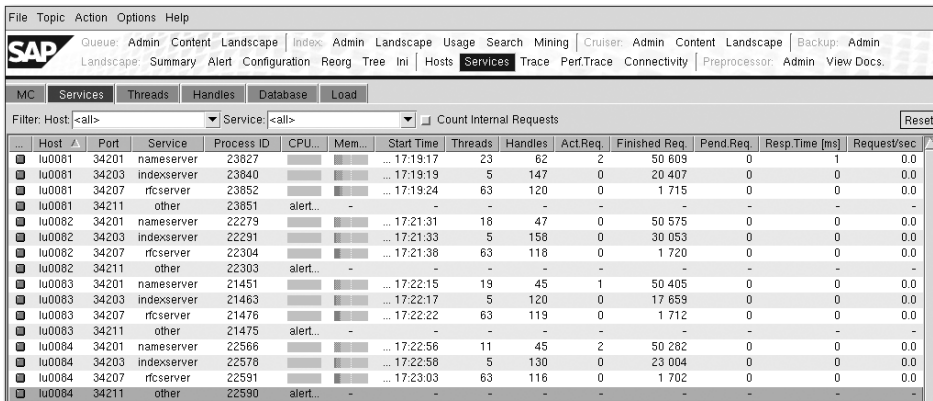 File Topic Action Options Help
SAP Queue: Admin Content Landscape | Index: Admin Landscape Usage Search Mining | Cruiser: Admin Content Landscape | Backup: Admin
Landscape: Summary Alert Configuration Reorg Tree Ini | Hosts Services Trace Perf.Trace Connectivity | Preprocessor: Admin View Docs.
MC Services Threads Handles Database Load
Filter: Host: <all> Service: <all> Count Internal Requests Reset
... Host Port Service Process ID CPU... Mem... Start Time Threads Handles Act.Req. Finished Req. Pend.Req. Resp.Time [ms] Request/sec
lu0081 34201 nameserver 23827 ... 17:19:17 23 62 2 50 609 0 1 0.0
lu0081 34203 indexserver 23840 ... 17:19:19 5 147 0 20 407 0 0 0.0
lu0081 34207 rfcserver 23852 ... 17:19:24 63 120 0 1 715 0 0 0.0
lu0081 34211 other 23851 alert... - - - - - - - - -
lu0082 34201 nameserver 22279 ... 17:21:31 18 47 0 50 575 0 0 0.0
lu0082 34203 indexserver 22291 ... 17:21:33 5 158 0 30 053 0 0 0.0
lu0082 34207 rfcserver 22304 ... 17:21:38 63 118 0 1 720 0 0 0.0
lu0082 34211 other 22303 alert... - - - - - - - - -
lu0083 34201 nameserver 21451 ... 17:22:15 19 45 1 50 405 0 0 0.0
lu0083 34203 indexserver 21463 ... 17:22:17 5 120 0 17 659 0 0 0.0
lu0083 34207 rfcserver 21476 ... 17:22:22 63 119 0 1 712 0 0 0.0
lu0083 34211 other 21475 alert... - - - - - - - - -
lu0084 34201 nameserver 22566 ... 17:22:56 11 45 2 50 282 0 0 0.0
lu0084 34203 indexserver 22578 ... 17:22:58 5 130 0 23 004 0 0 0.0
lu0084 34207 rfcserver 22591 ... 17:23:03 63 116 0 1 702 0 0 0.0
lu0084 34211 other 22590 alert... - - - - - - - - -